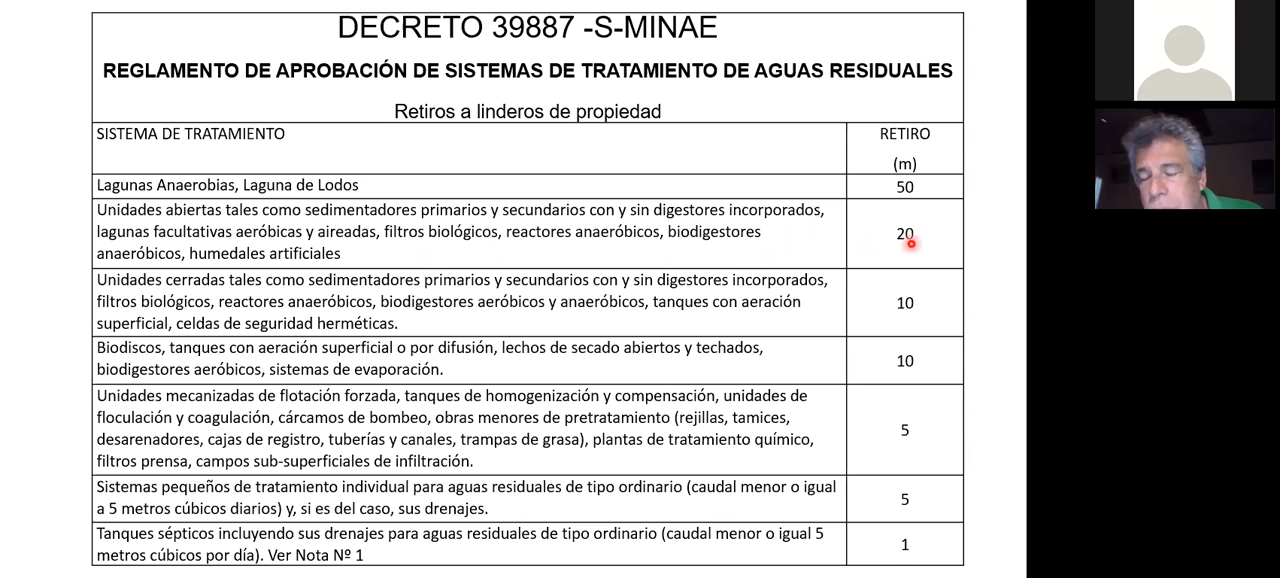 DECRETO 39887 -S-MINAE
REGLAMENTO DE APROBACIÓN DE SISTEMAS DE TRATAMIENTO DE AGUAS RESIDUALES
Retiros a linderos de propiedad
SISTEMA DE TRATAMIENTO
RETIRO
(m)
Lagunas Anaerobias, Laguna de Lodos
50
Unidades abiertas tales como sedimentadores primarios y secundarios con y sin digestores incorporados,
lagunas facultativas aeróbicas y aireadas, filtros biológicos, reactores anaeróbicos, biodigestores
anaeróbicos, humedales artificiales
20
Unidades cerradas tales como sedimentadores primarios y secundarios con y sin digestores incorporados,
filtros biológicos, reactores anaeróbicos, biodigestores aeróbicos y anaeróbicos, tanques con aeración
superficial, celdas de seguridad herméticas.
10
Biodiscos, tanques con aeración superficial o por difusión, lechos de secado abiertos y techados,
biodigestores aeróbicos, sistemas de evaporación.
10
Unidades mecanizadas de flotación forzada, tanques de homogenización y compensación, unidades de
floculación y coagulación, cárcamos de bombeo, obras menores de pretratamiento (rejillas, tamices,
desarenadores, cajas de registro, tuberías y canales, trampas de grasa), plantas de tratamiento químico,
filtros prensa, campos sub-superficiales de infiltración.
5
Sistemas pequeños de tratamiento individual para aguas residuales de tipo ordinario (caudal menor o igual
a 5 metros cúbicos diarios) y, si es del caso, sus drenajes.
5
Tanques sépticos incluyendo sus drenajes para aguas residuales de tipo ordinario (caudal menor o igual 5
metros cúbicos por día). Ver Nota Nº 1
1